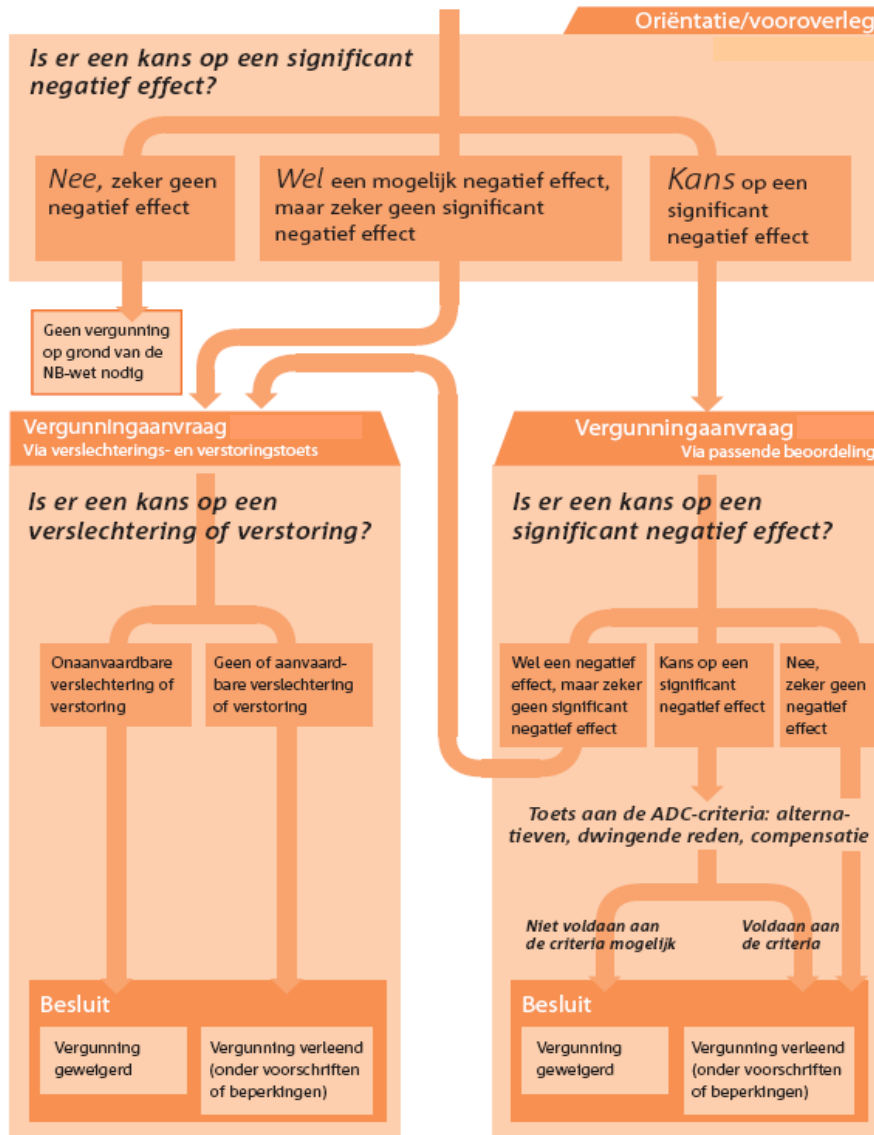 Oriëntatie/vooroverleg
Is er een kans op een significant
negatief effect?
Nee, zeker geen
negatief effect
Wel een mogelijk negatief effect,
maar zeker geen significant
negatief effect
Kans op een
significant
negatief effect
Geen vergunning
op grond van de
NB-wet nodig
Vergunningaanvraag
Via verslechterings- en verstoringstoets
Is er een kans op een
verslechtering of verstoring?
Onaanvaardbare
verslechtering of
verstoring
Geen of aanvaard-
bare verslechtering
of verstoring
Besluit
Vergunning
geweigerd
Vergunning verleend
(onder voorschriften
of beperkingen)
Vergunningaanvraag
Via passende beoordeling
Is er een kans op een
significant negatief effect?
Wel een negatief
effect, maar zeker
geen significant
negatief effect
Kans op een
significant
negatief effect
Nee,
zeker geen
negatief
effect
Toets aan de ADC-criteria: alterna-
tieven, dwingende reden, compensatie
Niet voldaan aan
de criteria mogelijk
Voldaan aan
de criteria
Besluit
Vergunning
geweigerd
Vergunning verleend
(onder voorschriften
of beperkingen)